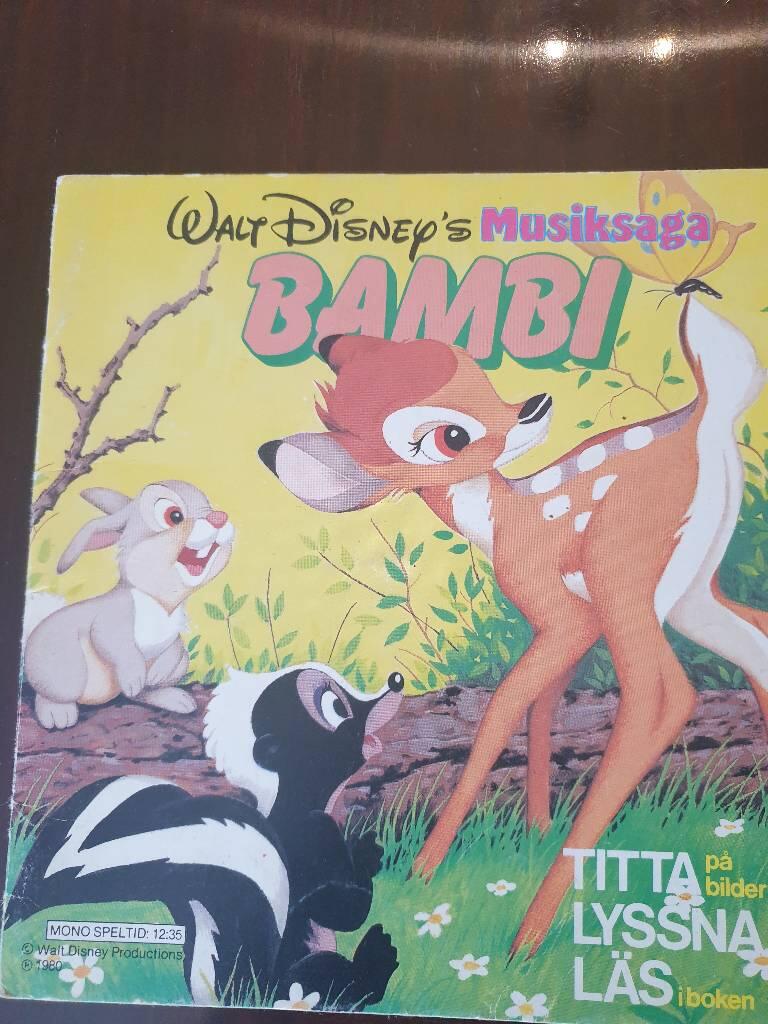 WALT DISNEY'S Musiksaga
BAMBI
TITTA på bilder
LYSSNA
LÄS i boken
MONO SPELTID: 12:35
© Walt Disney Productions
℗ 1980